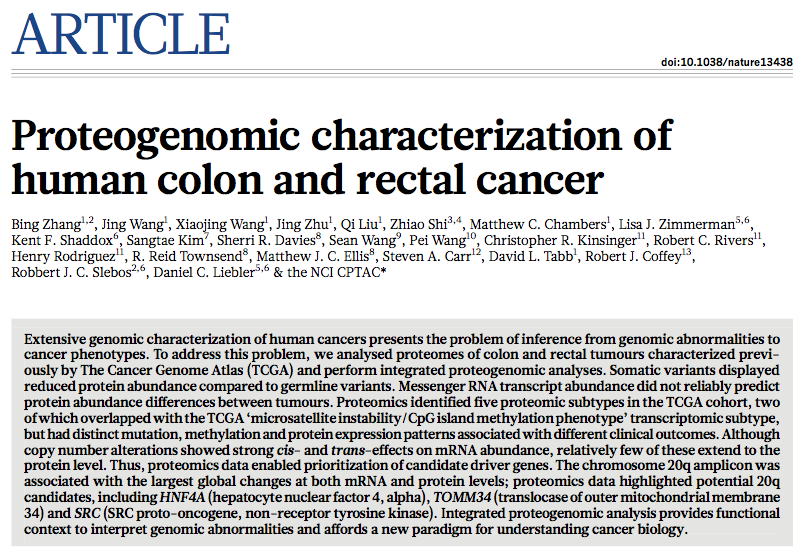 ARTICLE
doi:10.1038/nature13438
Proteogenomic characterization of
human colon and rectal cancer
Bing Zhang1,2, Jing Wang1, Xiaojing Wang1, Jing Zhu1, Qi Liu1, Zhiao Shi3,4, Matthew C. Chambers1, Lisa J. Zimmerman5,6,
Kent F. Shaddox6, Sangtae Kim7, Sherri R. Davies8, Sean Wang9, Pei Wang10, Christopher R. Kinsinger11, Robert C. Rivers11,
Henry Rodriguez11, R. Reid Townsend8, Matthew J. C. Ellis8, Steven A. Carr12, David L. Tabb1, Robert J. Coffey13,
Robbert J. C. Slebos2,6, Daniel C. Liebler5,6 & the NCI CPTAC*
Extensive genomic characterization of human cancers presents the problem of inference from genomic abnormalities to
cancer phenotypes. To address this problem, we analysed proteomes of colon and rectal tumours characterized previ-
ously by The Cancer Genome Atlas (TCGA) and perform integrated proteogenomic analyses. Somatic variants displayed
reduced protein abundance compared to germline variants. Messenger RNA transcript abundance did not reliably predict
protein abundance differences between tumours. Proteomics identified five proteomic subtypes in the TCGA cohort, two
of which overlapped with the TCGA 'microsatellite instability/CpG island methylation phenotype' transcriptomic subtype,
but had distinct mutation, methylation and protein expression patterns associated with different clinical outcomes. Although
copy number alterations showed strong cis- and trans-effects on mRNA abundance, relatively few of these extend to the
protein level. Thus, proteomics data enabled prioritization of candidate driver genes. The chromosome 20q amplicon was
associated with the largest global changes at both mRNA and protein levels; proteomics data highlighted potential 20q
candidates, including HNF4A (hepatocyte nuclear factor 4, alpha), TOMM34 (translocase of outer mitochondrial membrane
34) and SRC (SRC proto-oncogene, non-receptor tyrosine kinase). Integrated proteogenomic analysis provides functional
context to interpret genomic abnormalities and affords a new paradigm for understanding cancer biology.